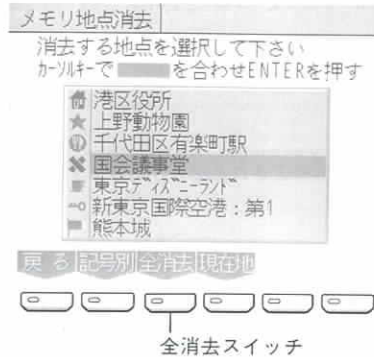 メモリ地点消去
消去する地点を選択して下さい
カーソルキーで を合わせENTERを押す
港区役所
上野動物園
千代田区有楽町駅
国会議事堂
東京ディズニーランド
新東京国際空港：第1
熊本城
戻る 記号別 全消去 現在地
全消去スイッチ